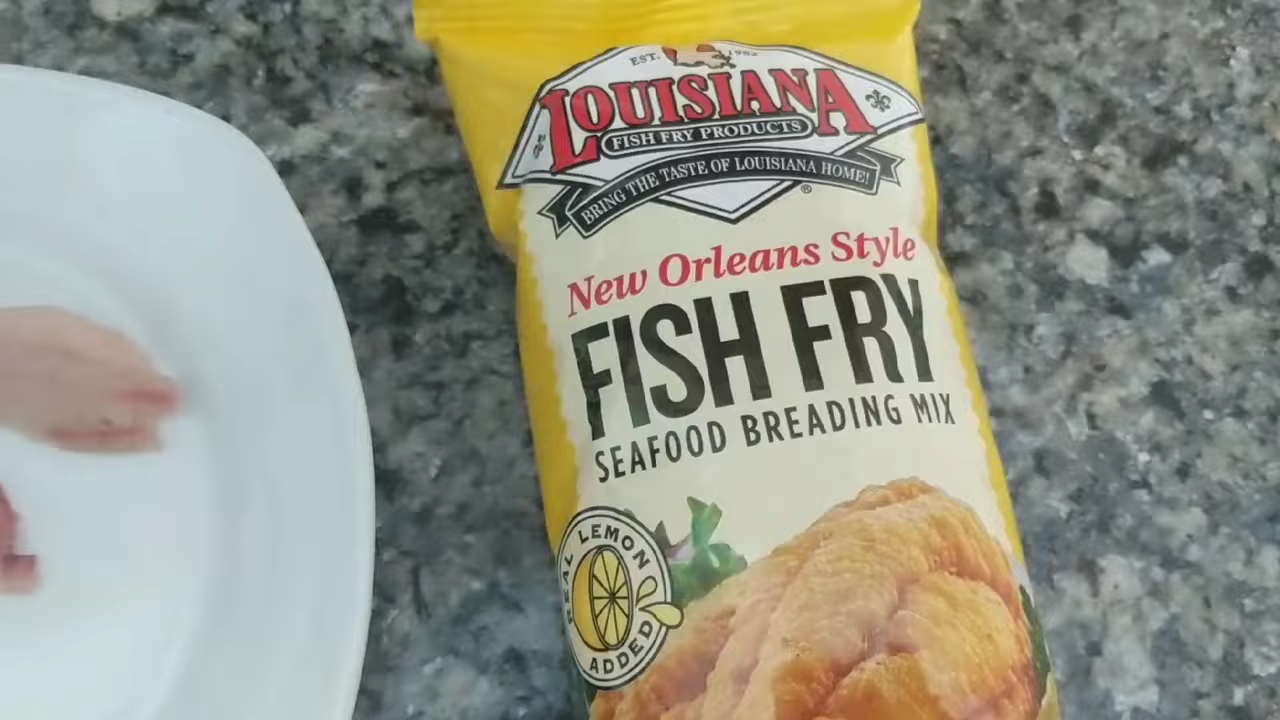 EST. 1982
LOUISIANA
FISH FRY PRODUCTS
BRING THE TASTE OF LOUISIANA HOME!
®
New Orleans Style
FISH FRY
SEAFOOD BREADING MIX
REAL LEMON
ADDED